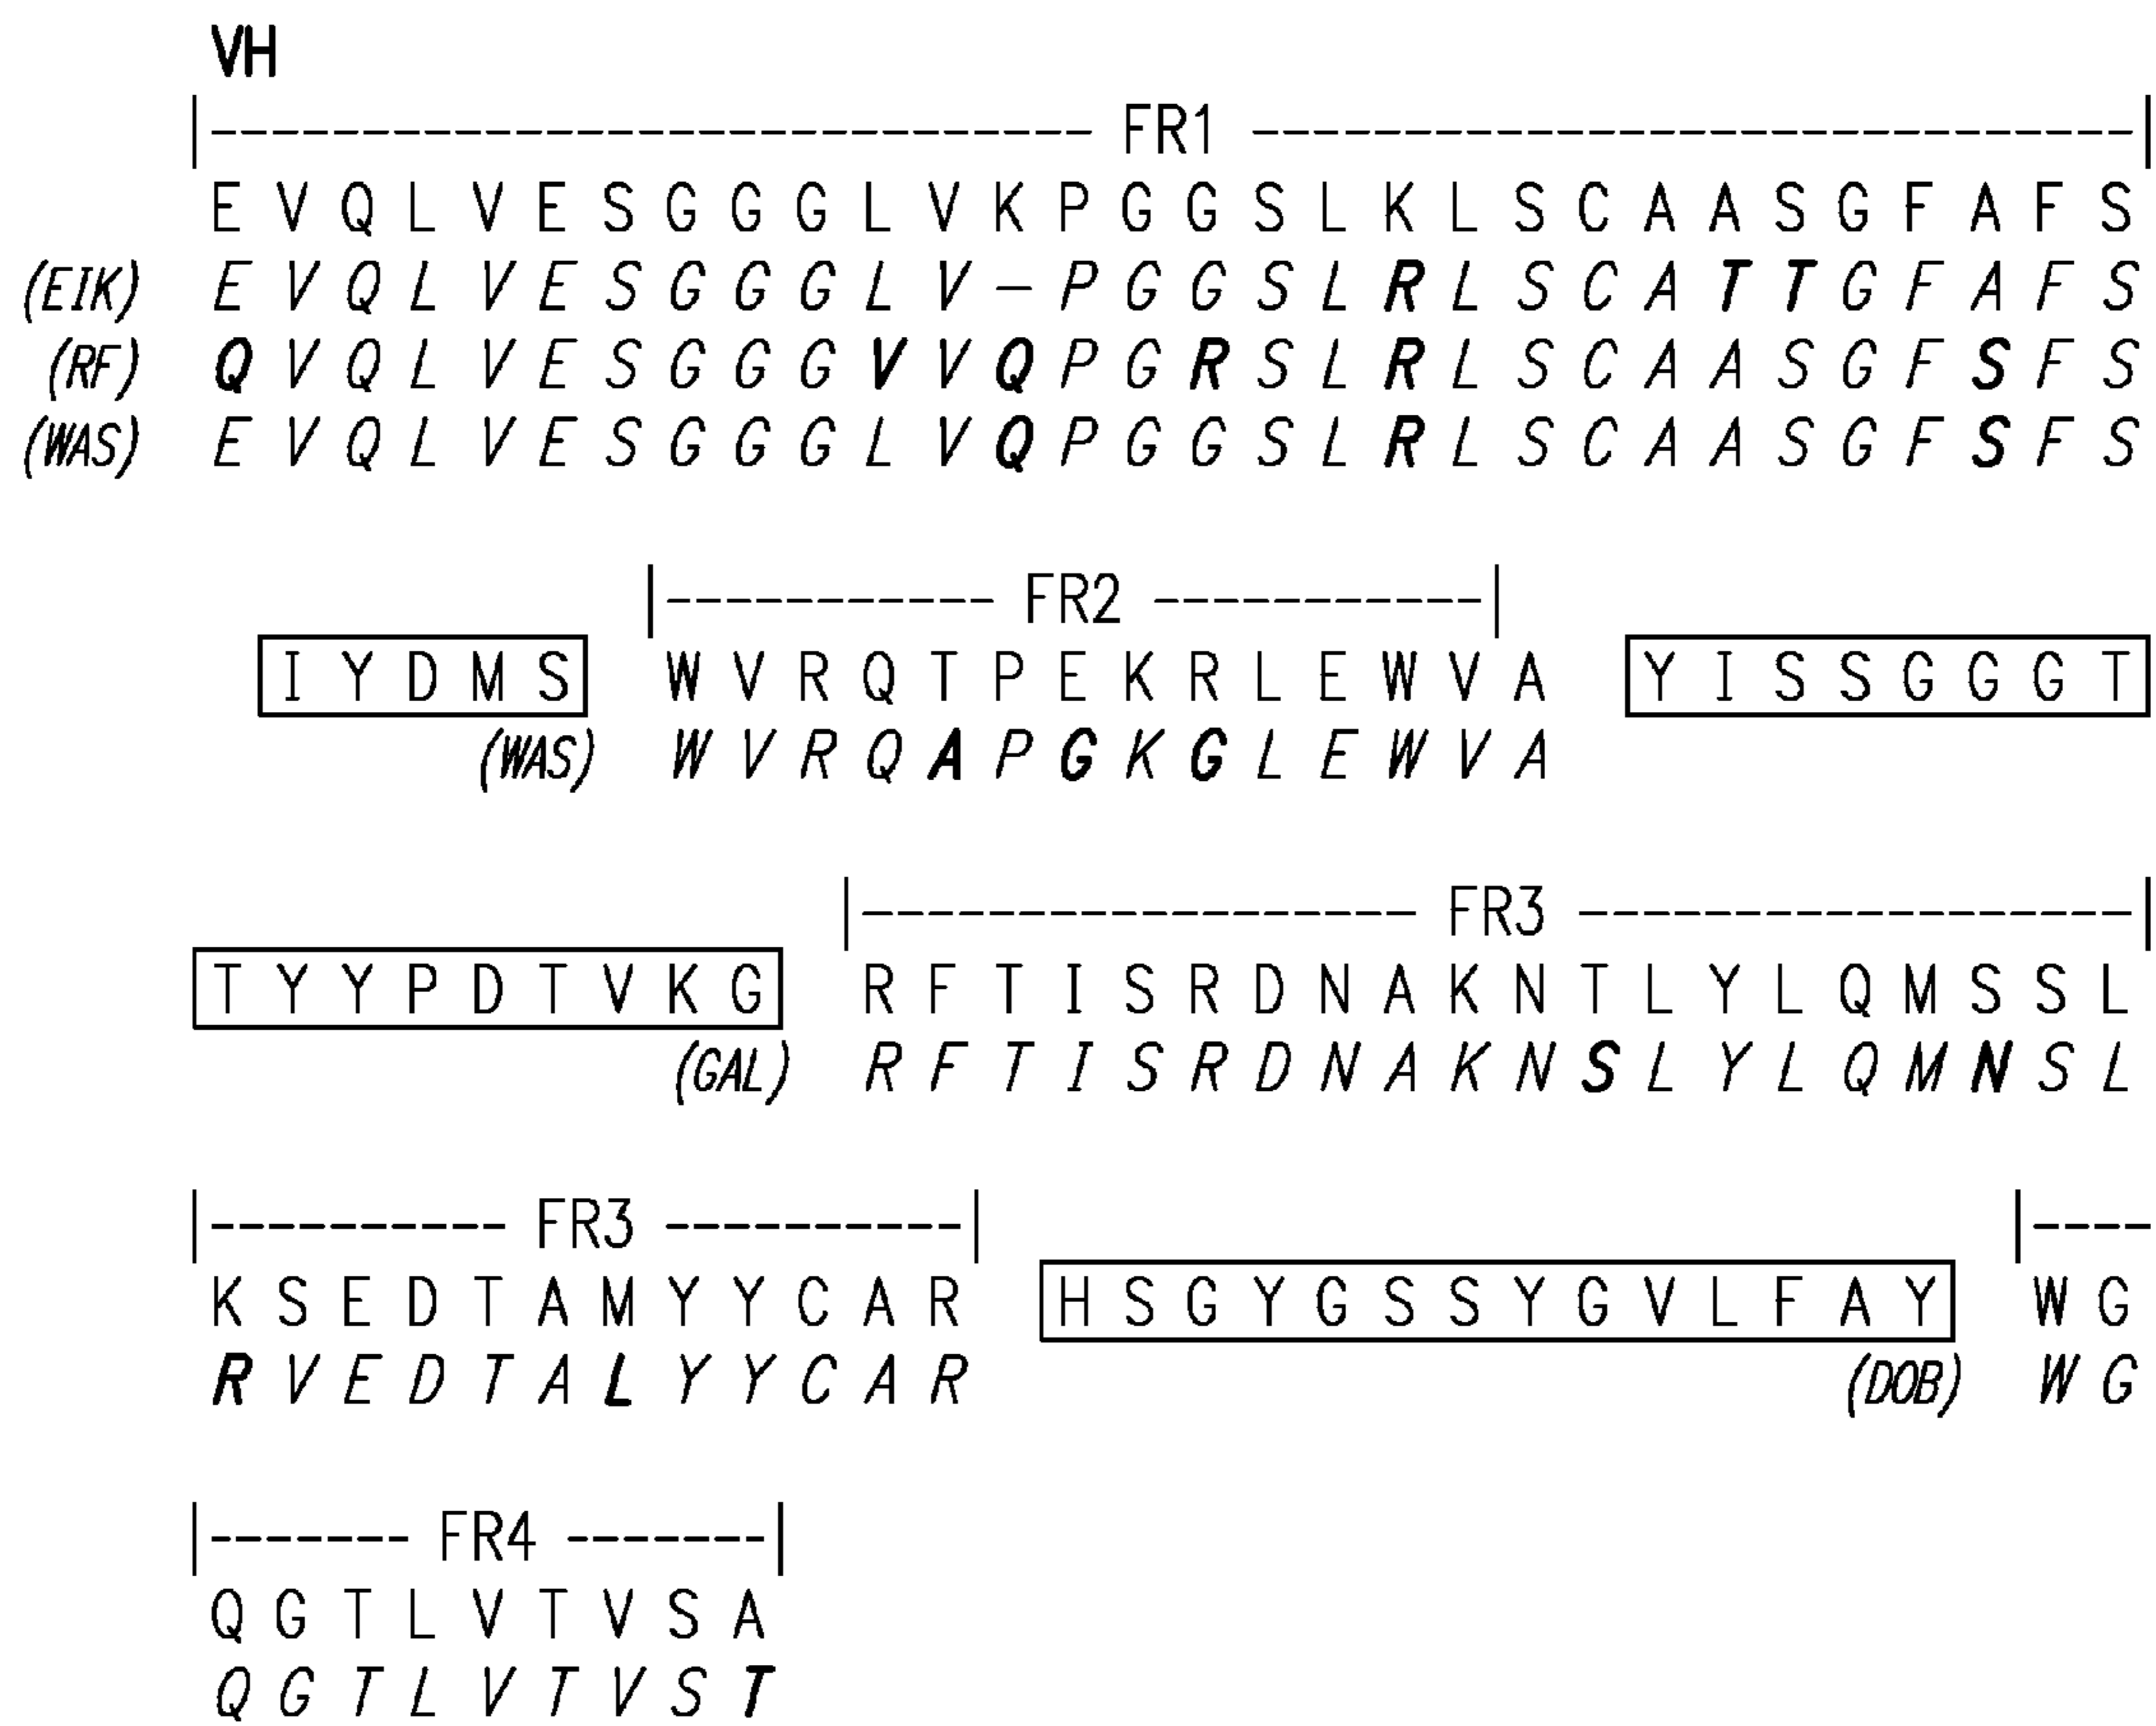 VH
|---------------------------- FR1 ----------------------------|
E V Q L V E S G G G L V K P G G S L K L S C A A S G F A F S
(EIK) E V Q L V E S G G G L V – P G G S L R L S C A T T G F A F S
(RF) Q V Q L V E S G G G V V Q P G R S L R L S C A A S G F S F S
(WAS) E V Q L V E S G G G L V Q P G G S L R L S C A A S G F S F S
|----------- FR2 -----------|
I Y D M S W V R Q T P E K R L E W V A Y I S S G G G T
(WAS) W V R Q A P G K G L E W V A
|------------------ FR3 ------------------|
T Y Y P D T V K G R F T I S R D N A K N T L Y L Q M S S L
(GAL) R F T I S R D N A K N S L Y L Q M N S L
|---------- FR3 ----------| |----
K S E D T A M Y Y C A R H S G Y G S S Y G V L F A Y W G
R V E D T A L Y Y C A R (DOB) W G
|------- FR4 -------|
Q G T L V T V S A
Q G T L V T V S T